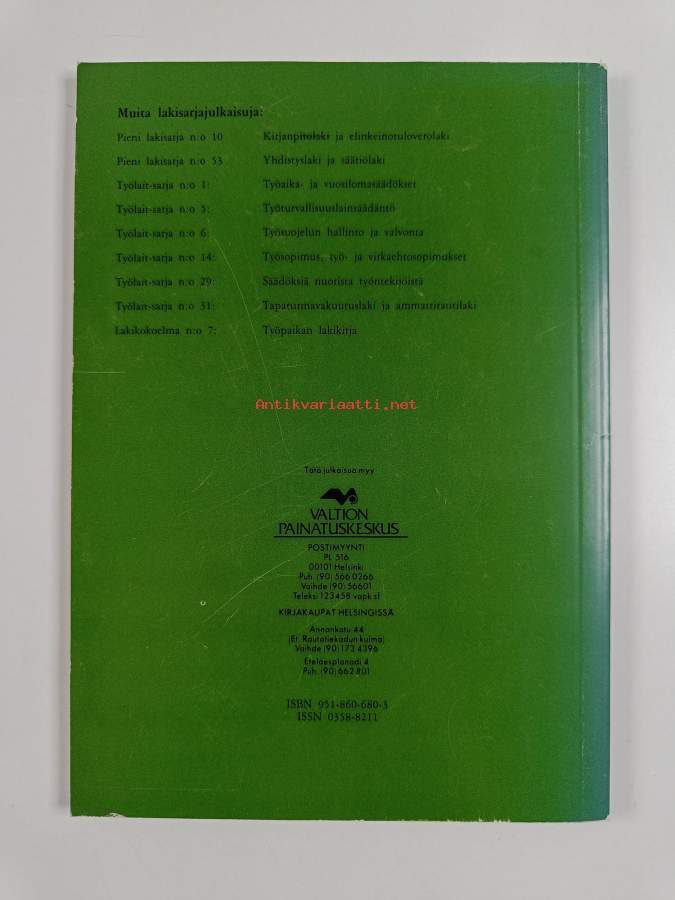 Muita lakisarjajulkaisuja:
Pieni lakisarja n:o 10 Kirjanpitolaki ja elinkeinotuloverolaki
Pieni lakisarja n:o 53 Yhdistyslaki ja säätiölaki
Työlait-sarja n:o 1: Työaika- ja vuosilomasäädökset
Työlait-sarja n:o 5: Työturvallisuuslainsäädäntö
Työlait-sarja n:o 6: Työsuojelun hallinto ja valvonta
Työlait-sarja n:o 14: Työsopimus, työ- ja virkaehtosopimukset
Työlait-sarja n:o 29: Säädöksiä nuorista työntekijöistä
Työlait-sarja n:o 31: Tapaturmavakuutuslaki ja ammattitautilaki
Lakikokoelma n:o 7: Työpaikan lakikirja
Antikvariaatti.net
Tätä julkaisua myy
VALTION
PAINATUSKESKUS
POSTIMYYNTI
PL 516
00101 Helsinki
Puh. (90) 566 0266
Vaihde (90) 56601
Teleksi 123458 vapk sf
KIRJAKAUPAT HELSINGISSÄ
Annankatu 44
(Et. Rautatiekadun kulma)
Vaihde (90) 173 4396
Eteläesplanadi 4
Puh. (90) 662 801
ISBN 951-860-680-3
ISSN 0358-8211